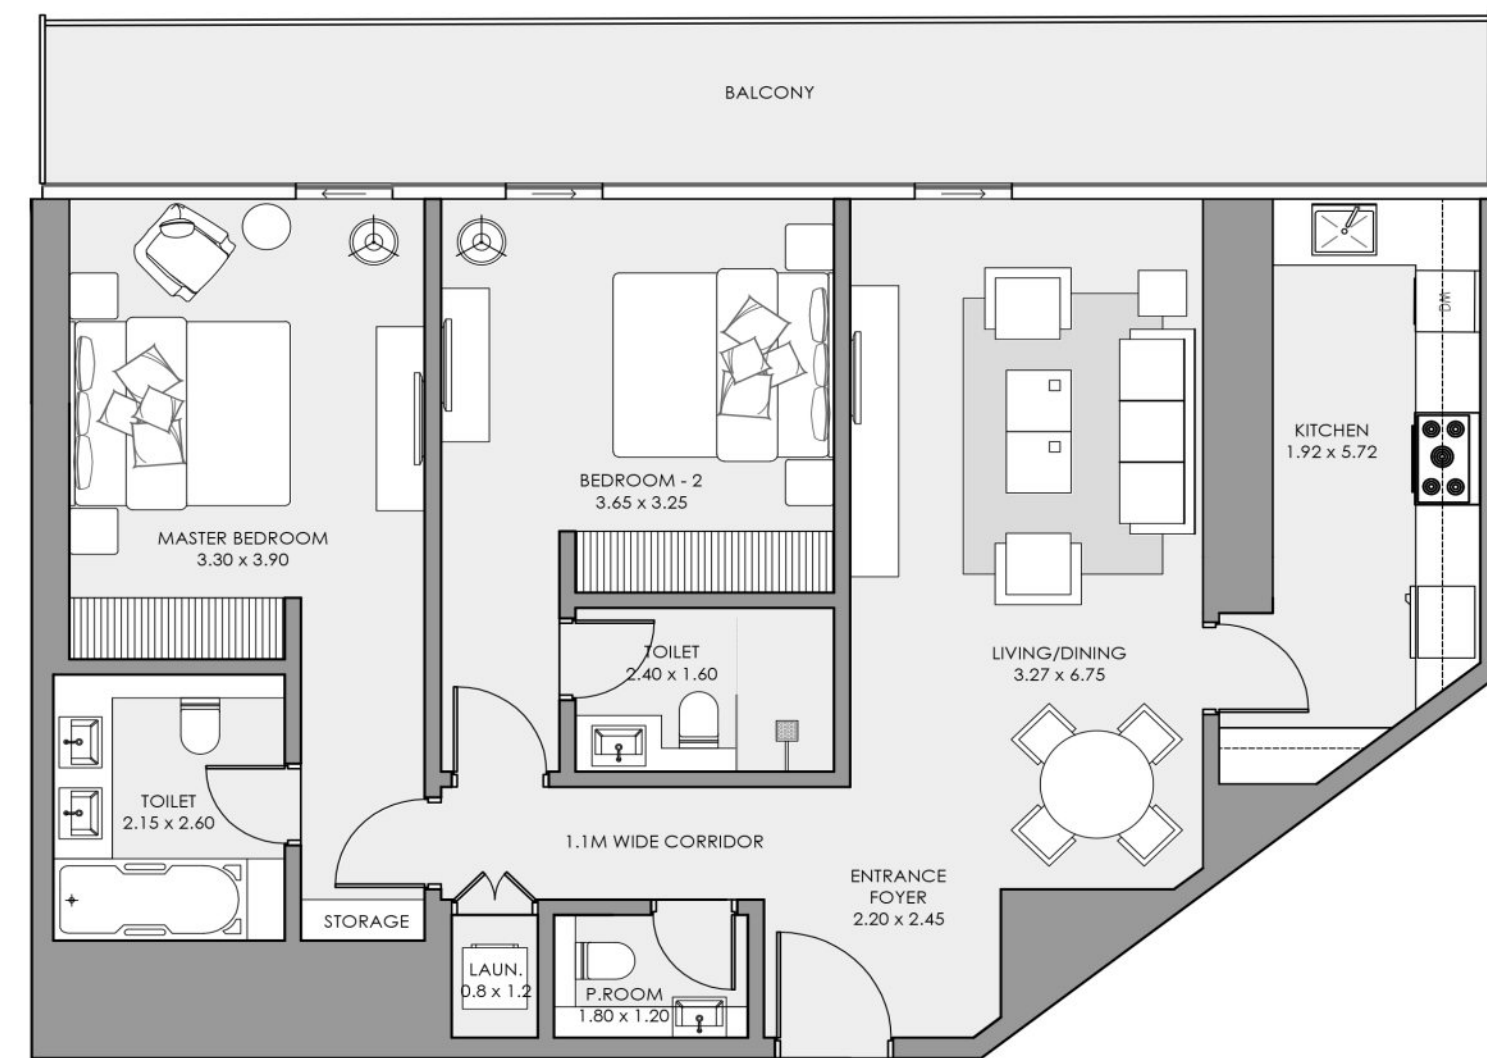 BALCONY
KITCHEN
1.92 x 5.72
BEDROOM - 2
3.65 x 3.25
MASTER BEDROOM
3.30 x 3.90
TOILET
2.40 x 1.60
LIVING/DINING
3.27 x 6.75
TOILET
2.15 x 2.60
1.1M WIDE CORRIDOR
ENTRANCE
FOYER
2.20 x 2.45
STORAGE
LAUN.
0.8 x 1.2
P.ROOM
1.80 x 1.20